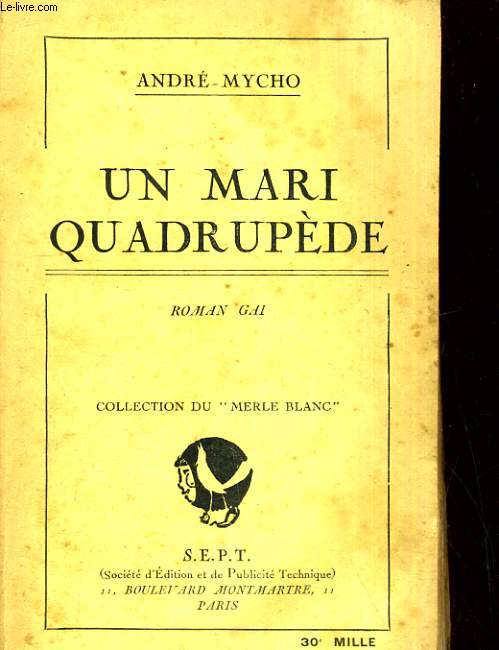 Le-livre.com
ANDRÉ-MYCHO
UN MARI
QUADRUPÈDE
ROMAN GAI
COLLECTION DU "MERLE BLANC"
S.E.P.T.
(Société d'Édition et de Publicité Technique)
11, BOULEVARD MONTMARTRE, 11
PARIS
30e MILLE